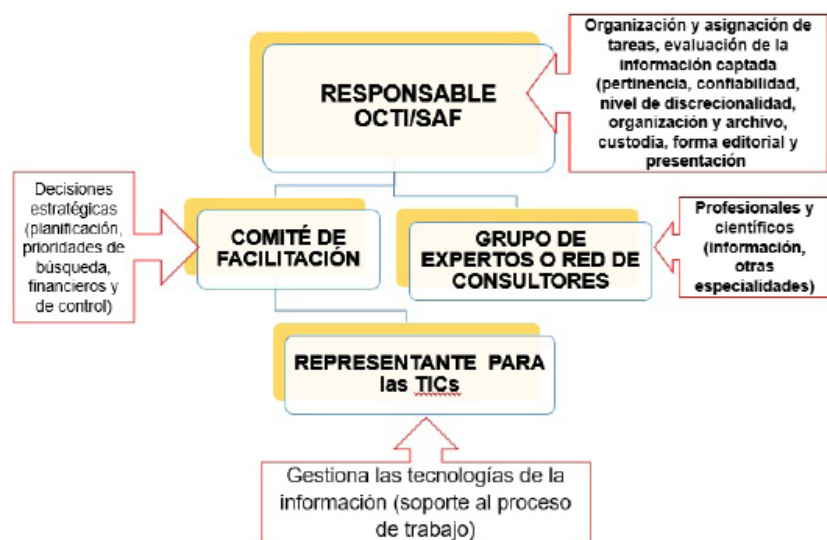 RESPONSABLE
OCTI/SAF
Organización y asignación de
tareas, evaluación de la
información captada
(pertinencia, confiabilidad,
nivel de discrecionalidad,
organización y archivo,
custodia, forma editorial y
presentación
Decisiones
estratégicas
(planificación,
prioridades de
búsqueda,
financieros y
de control)
COMITÉ DE
FACILITACIÓN
GRUPO DE
EXPERTOS O RED DE
CONSULTORES
Profesionales y
científicos
(información,
otras
especialidades)
REPRESENTANTE PARA
las TICs
Gestiona las tecnologías de la
información (soporte al proceso
de trabajo)